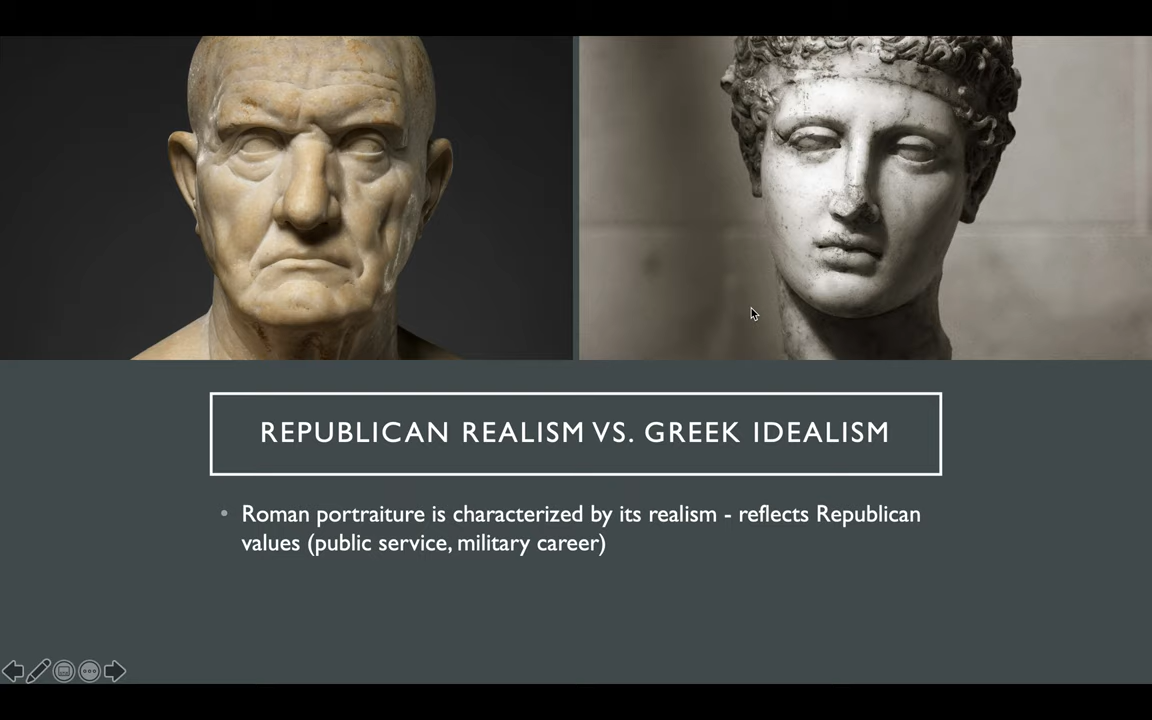 REPUBLICAN REALISM VS. GREEK IDEALISM
• Roman portraiture is characterized by its realism - reflects Republican
values (public service, military career)